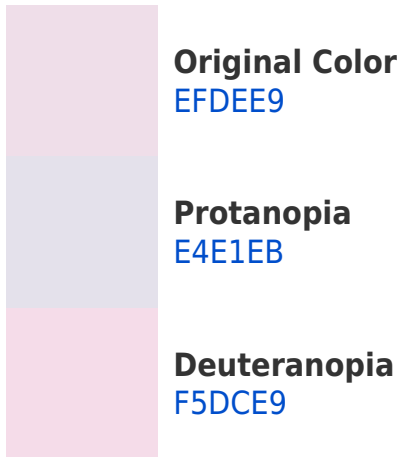 Original Color
EFDEE9
Protanopia
E4E1EB
Deuteranopia
F5DCE9